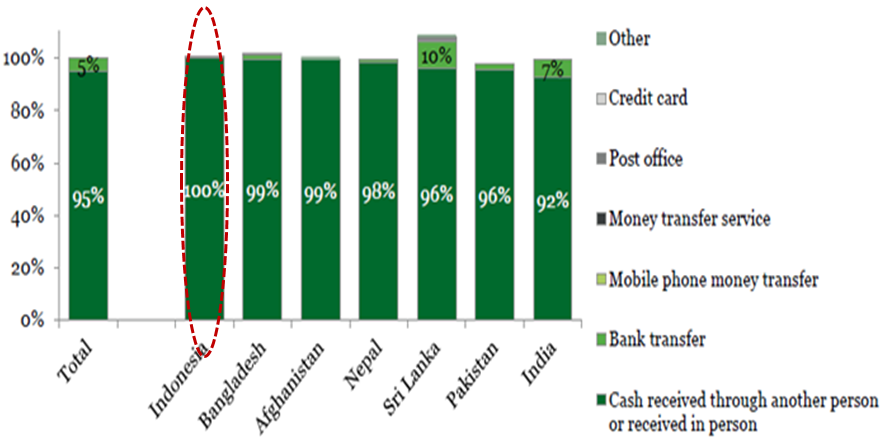 100%
80%
60%
40%
20%
0%
5%
10%
7%
95%
100%
99%
99%
98%
96%
96%
92%
Total
Indonesia
Bangladesh
Afghanistan
Nepal
Sri Lanka
Pakistan
India
Other
Credit card
Post office
Money transfer service
Mobile phone money transfer
Bank transfer
Cash received through another person
or received in person